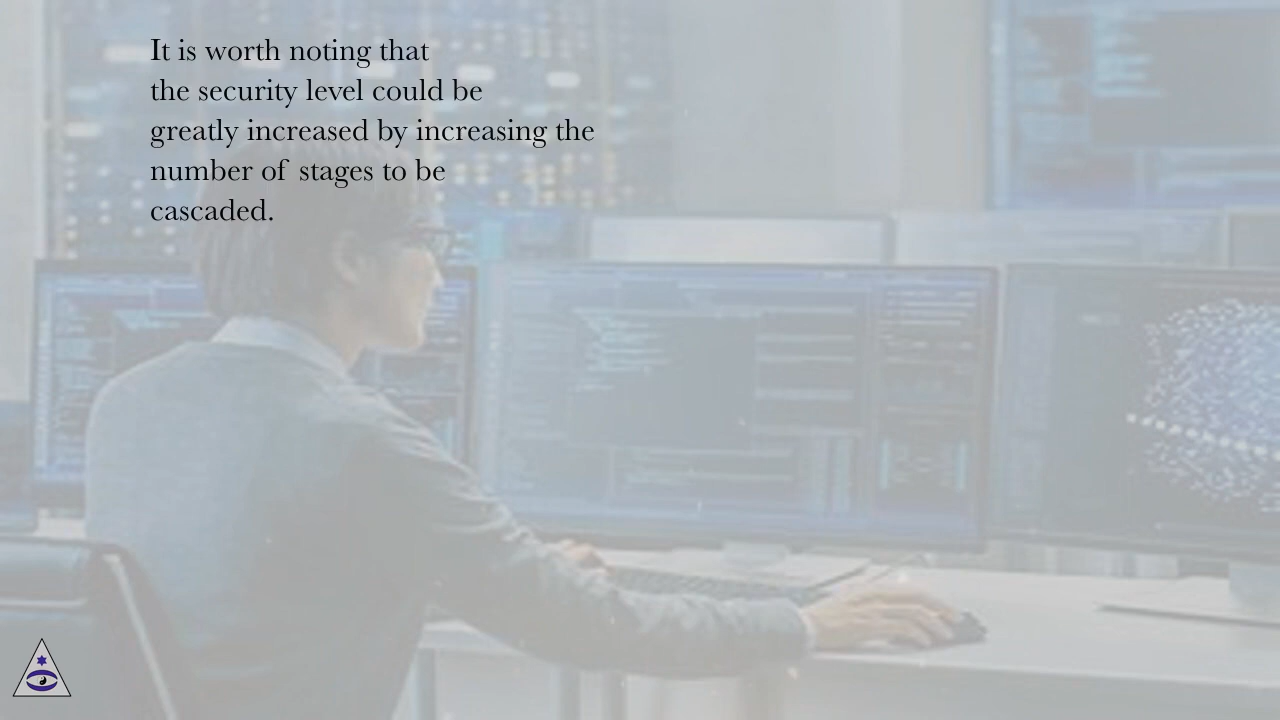 It is worth noting that
the security level could be
greatly increased by increasing the
number of stages to be
cascaded.